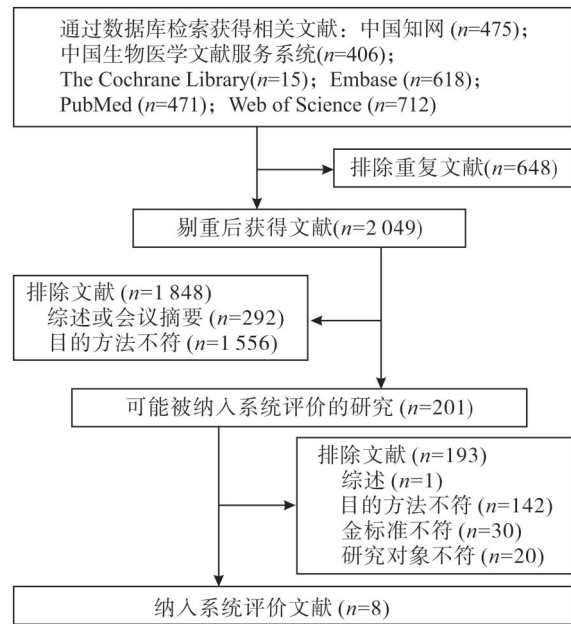 通过数据库检索获得相关文献：中国知网 (n=475)；
中国生物医学文献服务系统(n=406)；
The Cochrane Library(n=15)；Embase (n=618)；
PubMed (n=471)；Web of Science (n=712)
排除重复文献(n=648)
剔重后获得文献(n=2 049)
排除文献 (n=1 848)
综述或会议摘要 (n=292)
目的方法不符 (n=1 556)
可能被纳入系统评价的研究 (n=201)
排除文献 (n=193)
综述 (n=1)
目的方法不符 (n=142)
金标准不符 (n=30)
研究对象不符 (n=20)
纳入系统评价文献 (n=8)